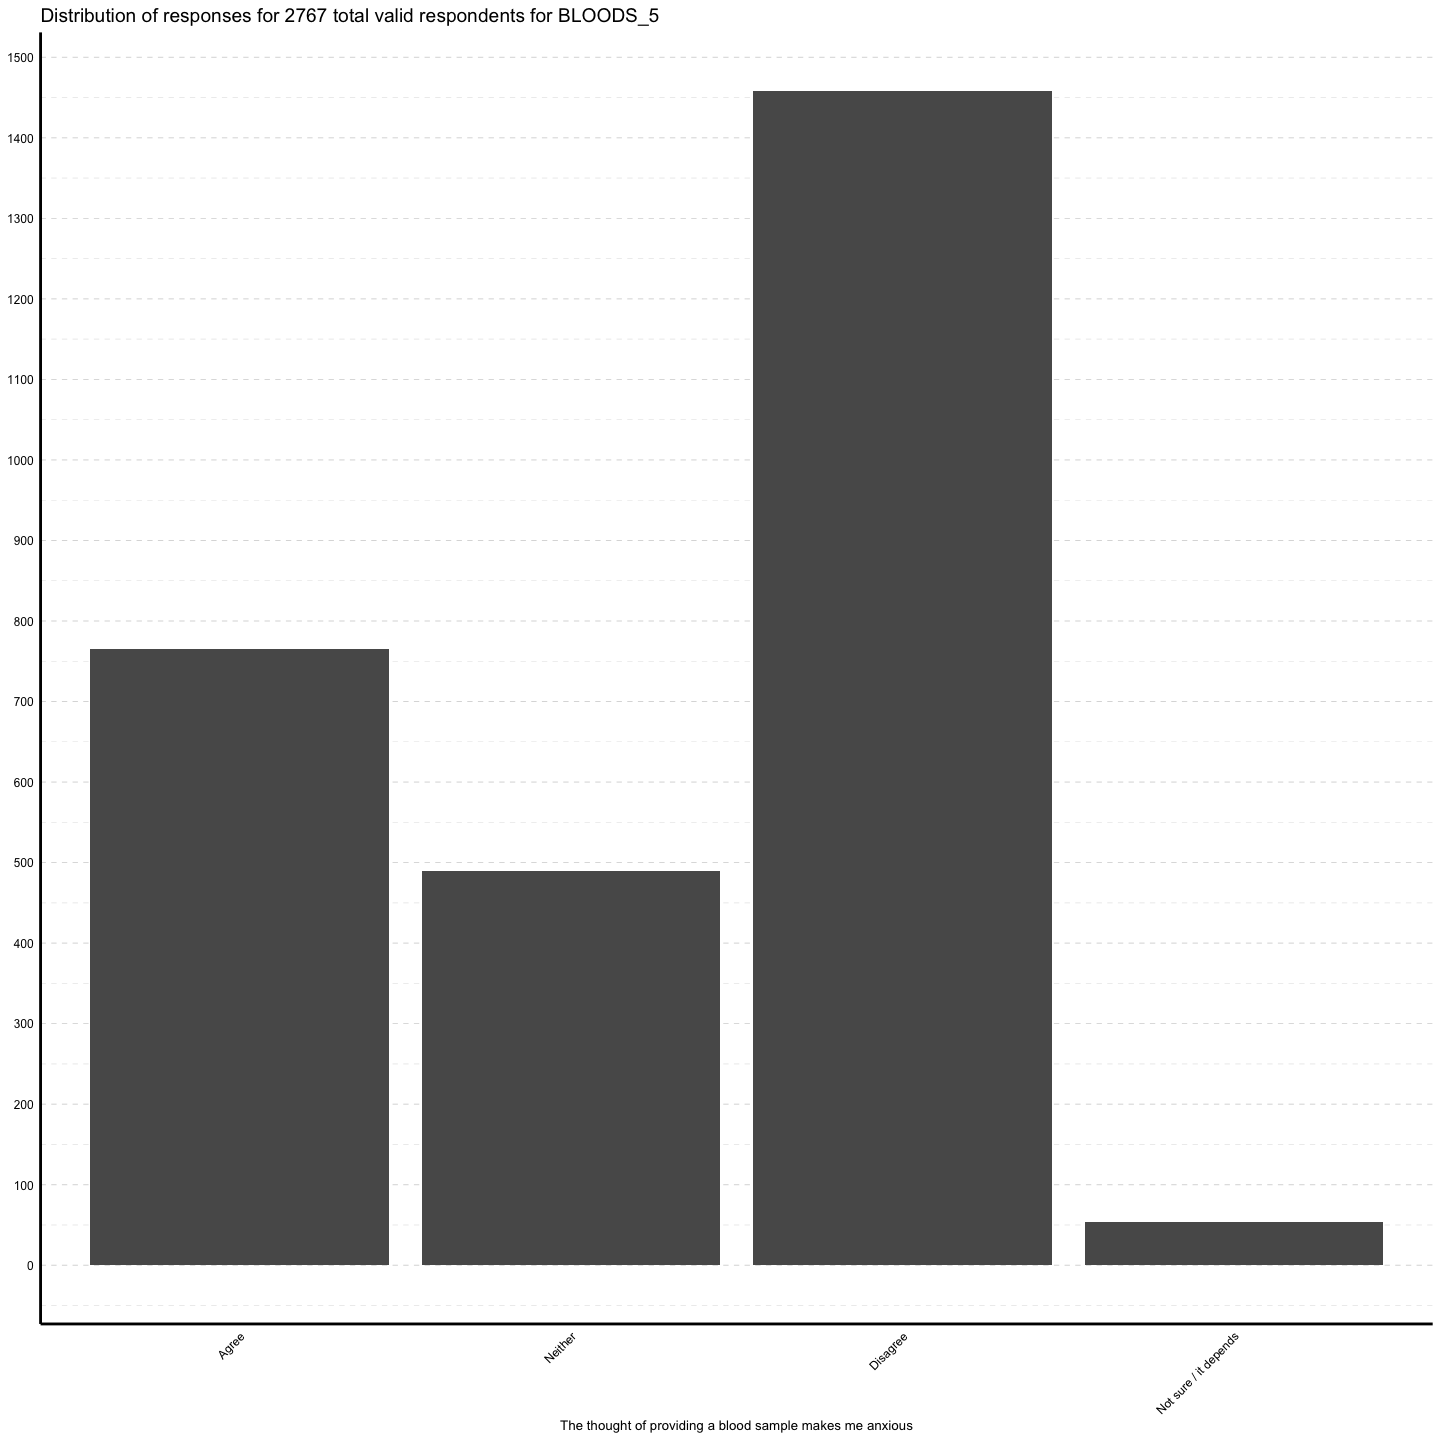 Distribution of responses for 2767 total valid respondents for BLOODS_5
1500
1400
1300
1200
1100
1000
900
800
700
600
500
400
300
200
100
0
Agree
Neither
Disagree
Not sure / it depends
The thought of providing a blood sample makes me anxious